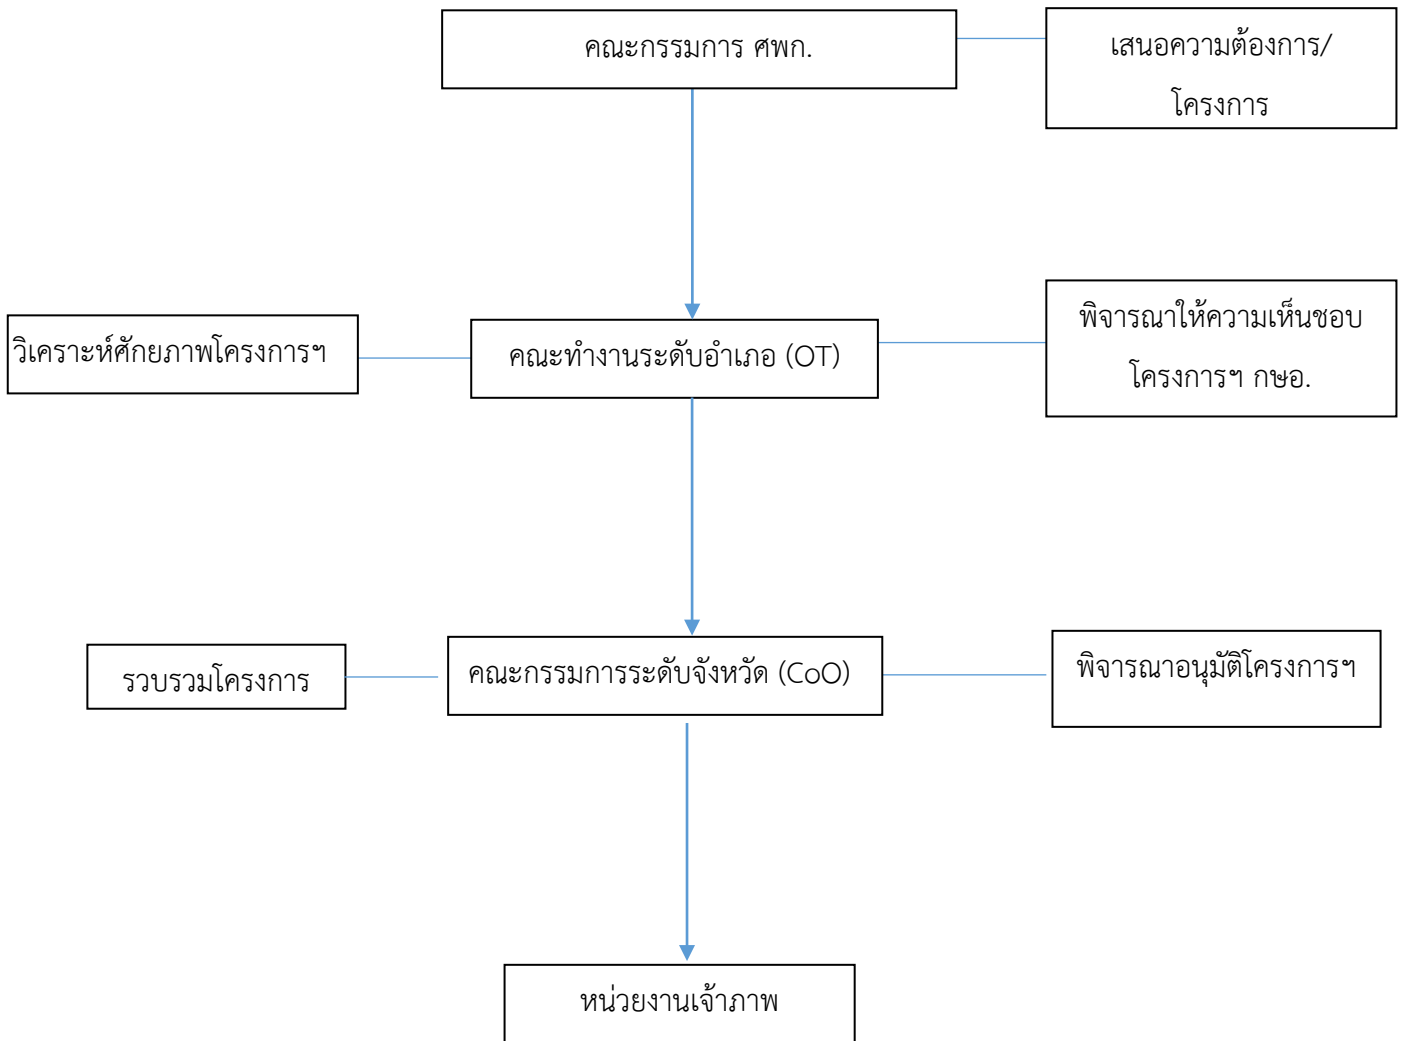 คณะกรรมการ ศพก.
เสนอความต้องการ/
โครงการ
วิเคราะห์ศักยภาพโครงการฯ
คณะทำงานระดับอำเภอ (OT)
พิจารณาให้ความเห็นชอบ
โครงการฯ กษอ.
รวบรวมโครงการ
คณะกรรมการระดับจังหวัด (CoO)
พิจารณาอนุมัติโครงการฯ
หน่วยงานเจ้าภาพ